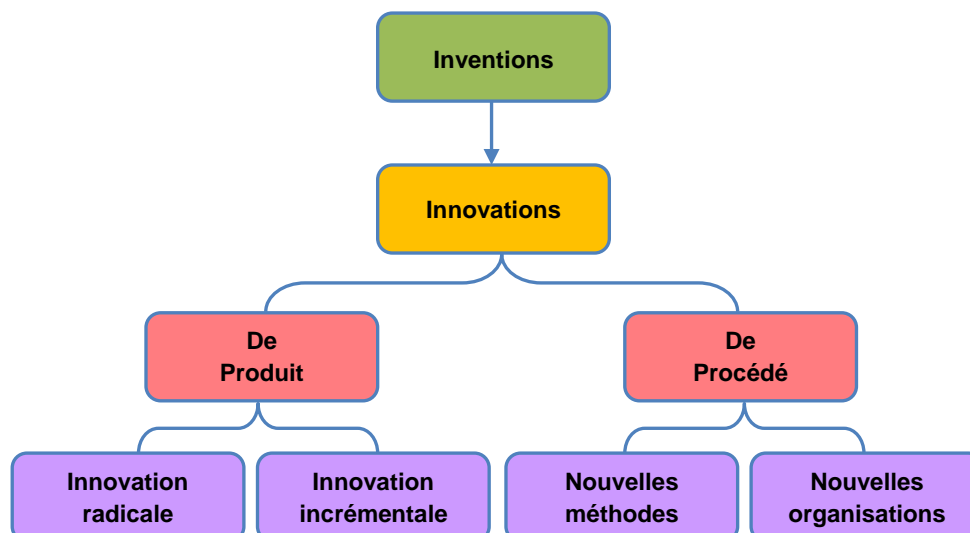 Inventions
Innovations
De
Produit
De
Procédé
Innovation
radicale
Innovation
incrémentale
Nouvelles
méthodes
Nouvelles
organisations